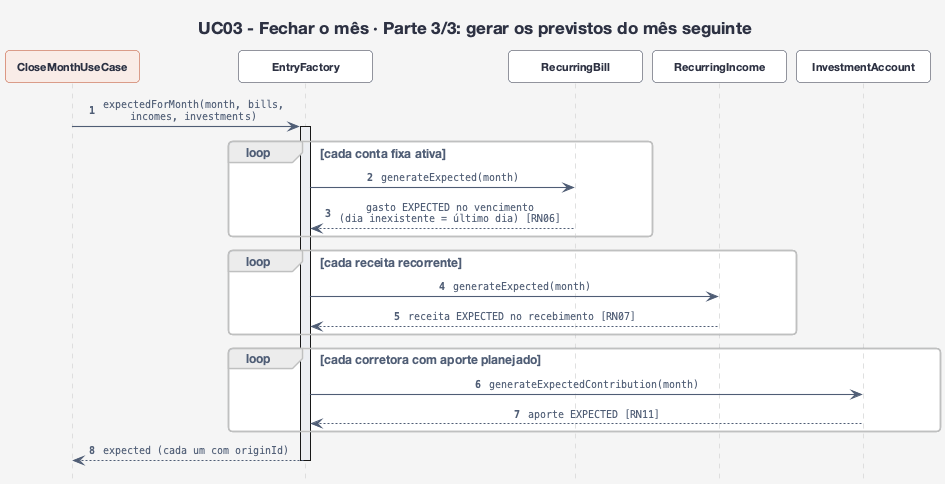 UC03 - Fechar o mês · Parte 3/3: gerar os previstos do mês seguinte
CloseMonthUseCase
EntryFactory
RecurringBill
RecurringIncome
InvestmentAccount
1 expectedForMonth(month, bills,
incomes, investments)
loop [cada conta fixa ativa]
2 generateExpected(month)
3 gasto EXPECTED no vencimento
(dia inexistente = último dia) [RN06]
loop [cada receita recorrente]
4 generateExpected(month)
5 receita EXPECTED no recebimento [RN07]
loop [cada corretora com aporte planejado]
6 generateExpectedContribution(month)
7 aporte EXPECTED [RN11]
8 expected (cada um com originId)